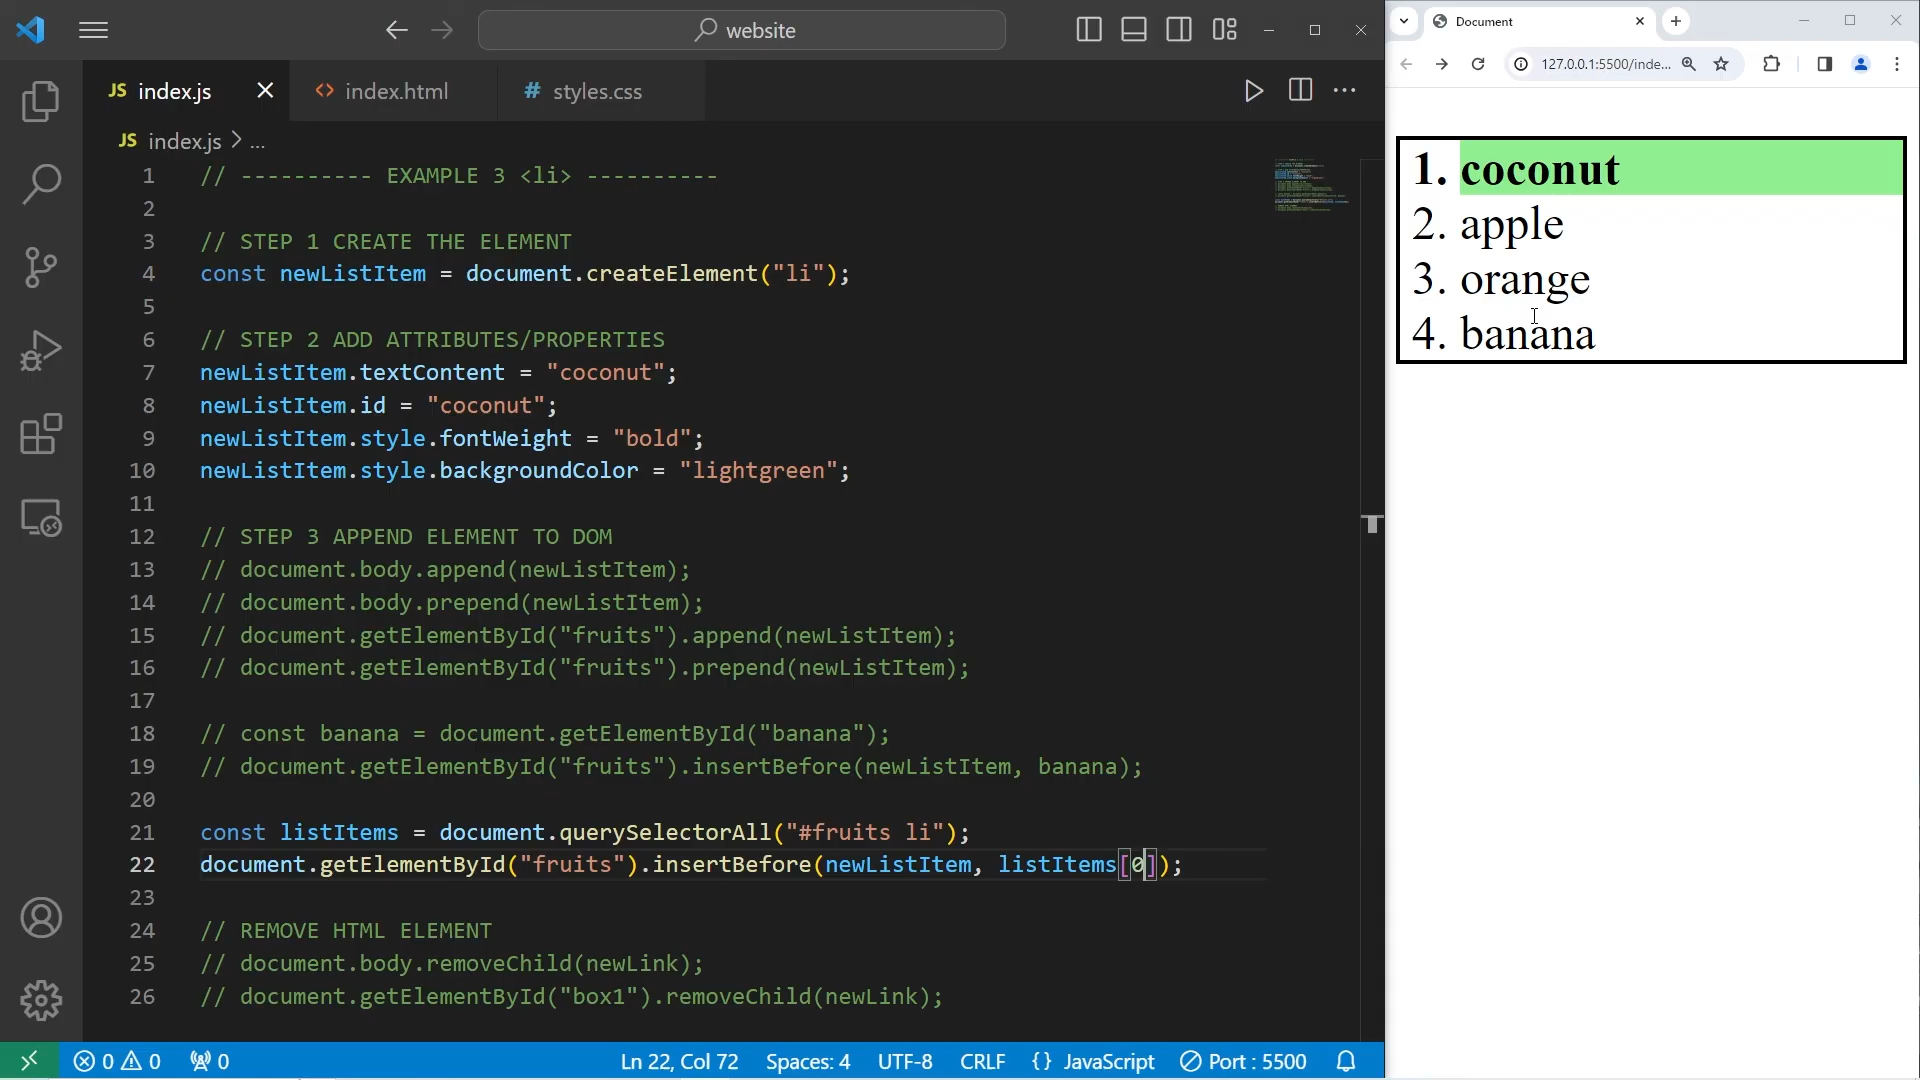 website
JS index.js
<> index.html
# styles.css
JS index.js > ...
1 // ---------- EXAMPLE 3 <li> ----------
2
3 // STEP 1 CREATE THE ELEMENT
4 const newListItem = document.createElement("li");
5
6 // STEP 2 ADD ATTRIBUTES/PROPERTIES
7 newListItem.textContent = "coconut";
8 newListItem.id = "coconut";
9 newListItem.style.fontWeight = "bold";
10 newListItem.style.backgroundColor = "lightgreen";
11
12 // STEP 3 APPEND ELEMENT TO DOM
13 // document.body.append(newListItem);
14 // document.body.prepend(newListItem);
15 // document.getElementById("fruits").append(newListItem);
16 // document.getElementById("fruits").prepend(newListItem);
17
18 // const banana = document.getElementById("banana");
19 // document.getElementById("fruits").insertBefore(newListItem, banana);
20
21 const listItems = document.querySelectorAll("#fruits li");
22 document.getElementById("fruits").insertBefore(newListItem, listItems[0]);
23
24 // REMOVE HTML ELEMENT
25 // document.body.removeChild(newLink);
26 // document.getElementById("box1").removeChild(newLink);
0 0 0 Ln 22, Col 72 Spaces: 4 UTF-8 CRLF {} JavaScript Port : 5500
Document
127.0.0.1:5500/inde...
1. coconut
2. apple
3. orange
4. banana